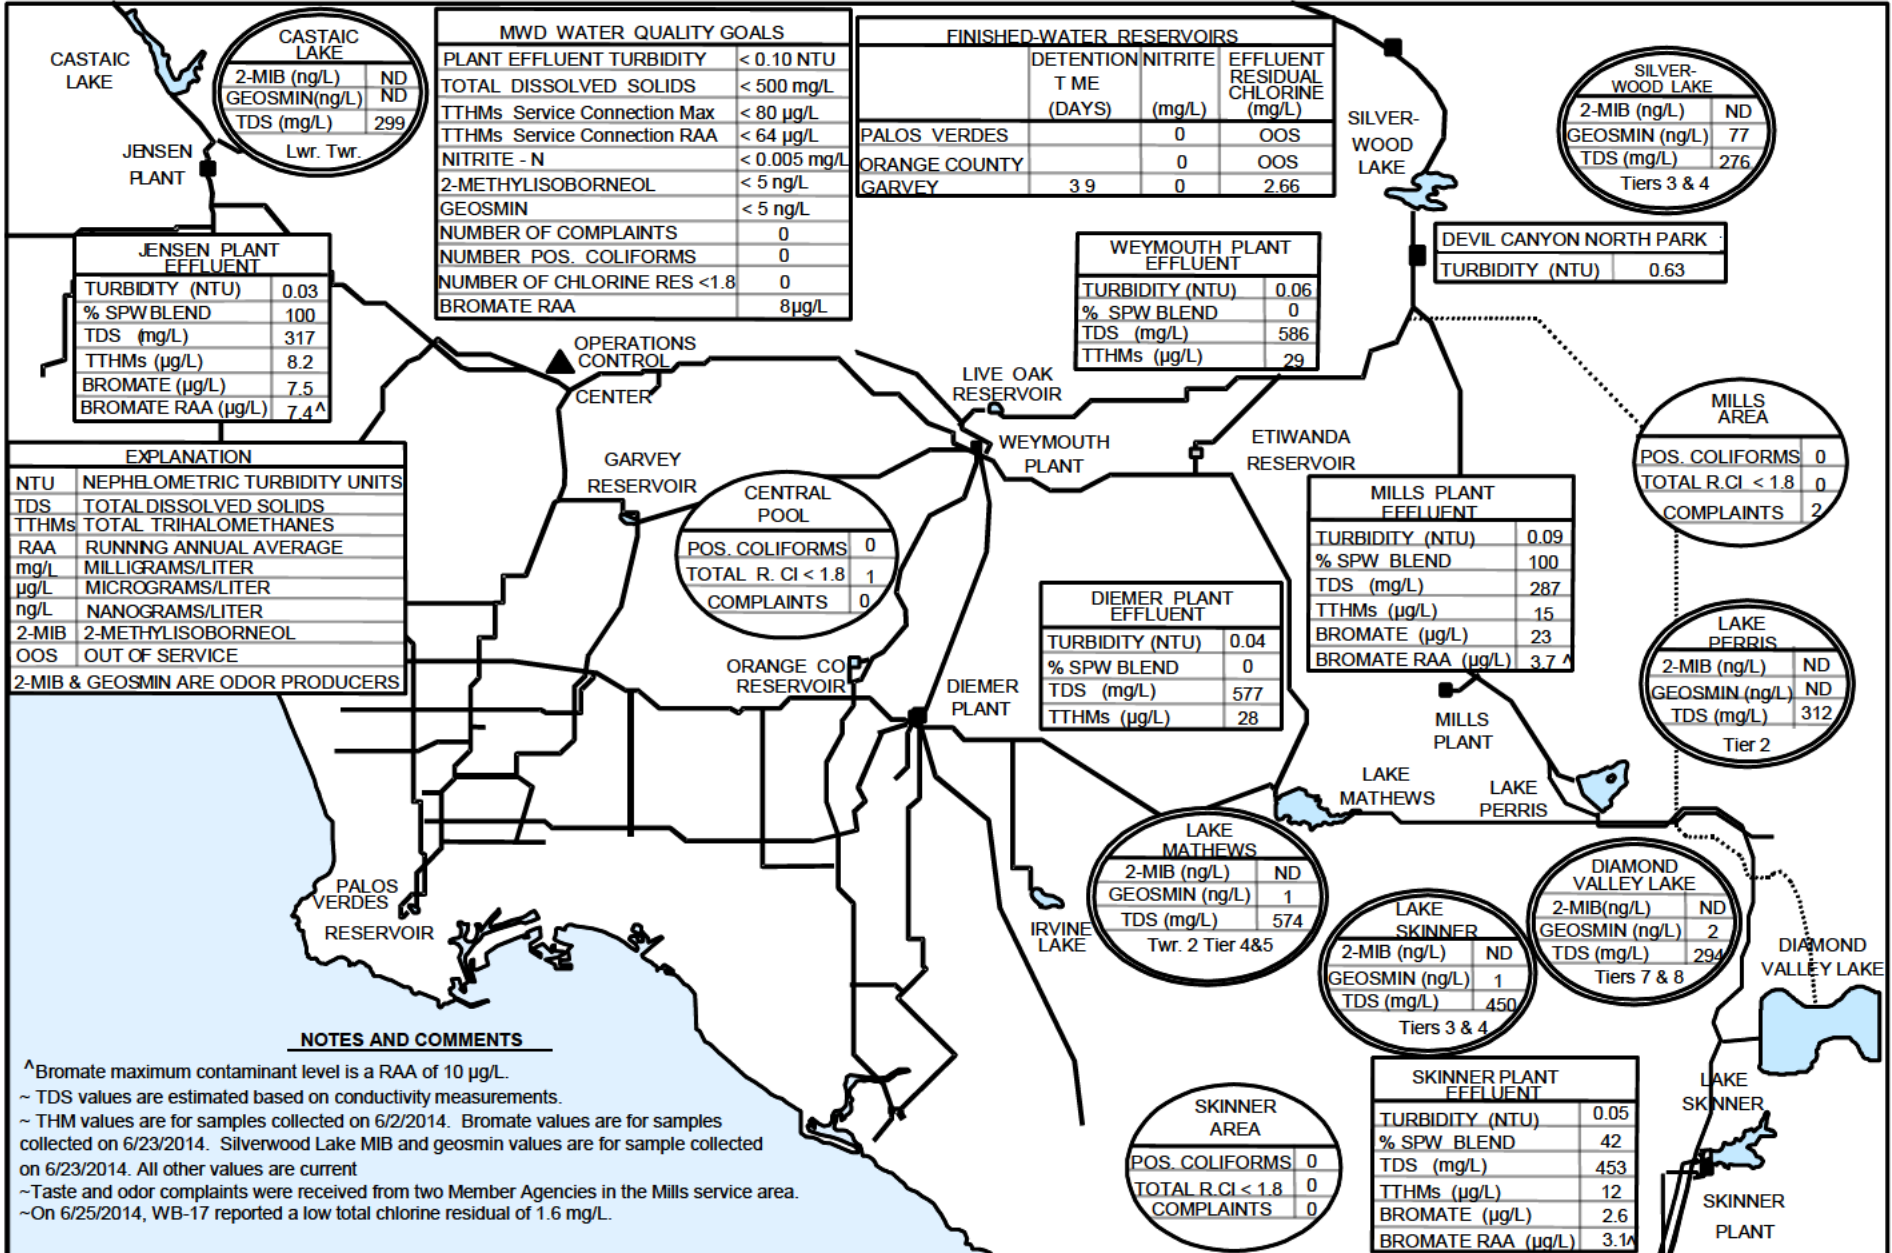 CASTAIC
LAKE
CASTAIC
LAKE
2-MIB (ng/L) ND
GEOSMIN(ng/L) ND
TDS (mg/L) 299
Lwr. Twr.
JENSEN
PLANT
MWD WATER QUALITY GOALS
PLANT EFFLUENT TURBIDITY < 0.10 NTU
TOTAL DISSOLVED SOLIDS < 500 mg/L
TTHMs Service Connection Max < 80 µg/L
TTHMs Service Connection RAA < 64 µg/L
NITRITE - N < 0.005 mg/L
2-METHYLISOBORNEOL < 5 ng/L
GEOSMIN < 5 ng/L
NUMBER OF COMPLAINTS 0
NUMBER POS. COLIFORMS 0
NUMBER OF CHLORINE RES <1.8 0
BROMATE RAA 8µg/L
FINISHED-WATER RESERVOIRS
DETENTION NITRITE EFFLUENT
T ME RESIDUAL
CHLORINE
(DAYS) (mg/L) (mg/L)
PALOS VERDES 0 OOS
ORANGE COUNTY 0 OOS
GARVEY 3 9 0 2.66
SILVER-
WOOD
LAKE
SILVER-
WOOD LAKE
2-MIB (ng/L) ND
GEOSMIN (ng/L) 77
TDS (mg/L) 276
Tiers 3 & 4
DEVIL CANYON NORTH PARK
TURBIDITY (NTU) 0.63
JENSEN PLANT
EFFLUENT
TURBIDITY (NTU) 0.03
% SPW BLEND 100
TDS (mg/L) 317
TTHMs (µg/L) 8.2
BROMATE (µg/L) 7.5
BROMATE RAA (µg/L) 7.4^
WEYMOUTH PLANT
EFFLUENT
TURBIDITY (NTU) 0.06
% SPW BLEND 0
TDS (mg/L) 586
TTHMs (µg/L) 29
OPERATIONS
CONTROL
CENTER
LIVE OAK
RESERVOIR
WEYMOUTH
PLANT
ETIWANDA
RESERVOIR
MILLS
AREA
POS. COLIFORMS 0
TOTAL R.Cl < 1.8 0
COMPLAINTS 2
EXPLANATION
NTU NEPHELOMETRIC TURBIDITY UNITS
TDS TOTAL DISSOLVED SOLIDS
TTHMs TOTAL TRIHALOMETHANES
RAA RUNNING ANNUAL AVERAGE
mg/L MILLIGRAMS/LITER
µg/L MICROGRAMS/LITER
ng/L NANOGRAMS/LITER
2-MIB 2-METHYLISOBORNEOL
OOS OUT OF SERVICE
2-MIB & GEOSMIN ARE ODOR PRODUCERS
GARVEY
RESERVOIR
CENTRAL
POOL
POS. COLIFORMS 0
TOTAL R. Cl < 1.8 1
COMPLAINTS 0
MILLS PLANT
EFFLUENT
TURBIDITY (NTU) 0.09
% SPW BLEND 100
TDS (mg/L) 287
TTHMs (µg/L) 15
BROMATE (µg/L) 23
BROMATE RAA (µg/L) 3.7 ^
DIEMER PLANT
EFFLUENT
TURBIDITY (NTU) 0.04
% SPW BLEND 0
TDS (mg/L) 577
TTHMs (µg/L) 28
LAKE
PERRIS
2-MIB (ng/L) ND
GEOSMIN (ng/L) ND
TDS (mg/L) 312
Tier 2
ORANGE CO
RESERVOIR
DIEMER
PLANT
MILLS
PLANT
LAKE
MATHEWS
LAKE
PERRIS
LAKE
MATHEWS
2-MIB (ng/L) ND
GEOSMIN (ng/L) 1
TDS (mg/L) 574
Twr. 2 Tier 4&5
DIAMOND
VALLEY LAKE
2-MIB(ng/L) ND
GEOSMIN (ng/L) 2
TDS (mg/L) 294
Tiers 7 & 8
PALOS
VERDES
RESERVOIR
IRVINE
LAKE
LAKE
SKINNER
2-MIB (ng/L) ND
GEOSMIN (ng/L) 1
TDS (mg/L) 450
Tiers 3 & 4
DIAMOND
VALLEY LAKE
NOTES AND COMMENTS
^Bromate maximum contaminant level is a RAA of 10 µg/L.
~ TDS values are estimated based on conductivity measurements.
~ THM values are for samples collected on 6/2/2014. Bromate values are for samples
collected on 6/23/2014. Silverwood Lake MIB and geosmin values are for sample collected
on 6/23/2014. All other values are current
~Taste and odor complaints were received from two Member Agencies in the Mills service area.
~On 6/25/2014, WB-17 reported a low total chlorine residual of 1.6 mg/L.
SKINNER
AREA
POS. COLIFORMS 0
TOTAL R.Cl < 1.8 0
COMPLAINTS 0
SKINNER PLANT
EFFLUENT
TURBIDITY (NTU) 0.05
% SPW BLEND 42
TDS (mg/L) 453
TTHMs (µg/L) 12
BROMATE (µg/L) 2.6
BROMATE RAA (µg/L) 3.1^
LAKE
SKINNER
SKINNER
PLANT